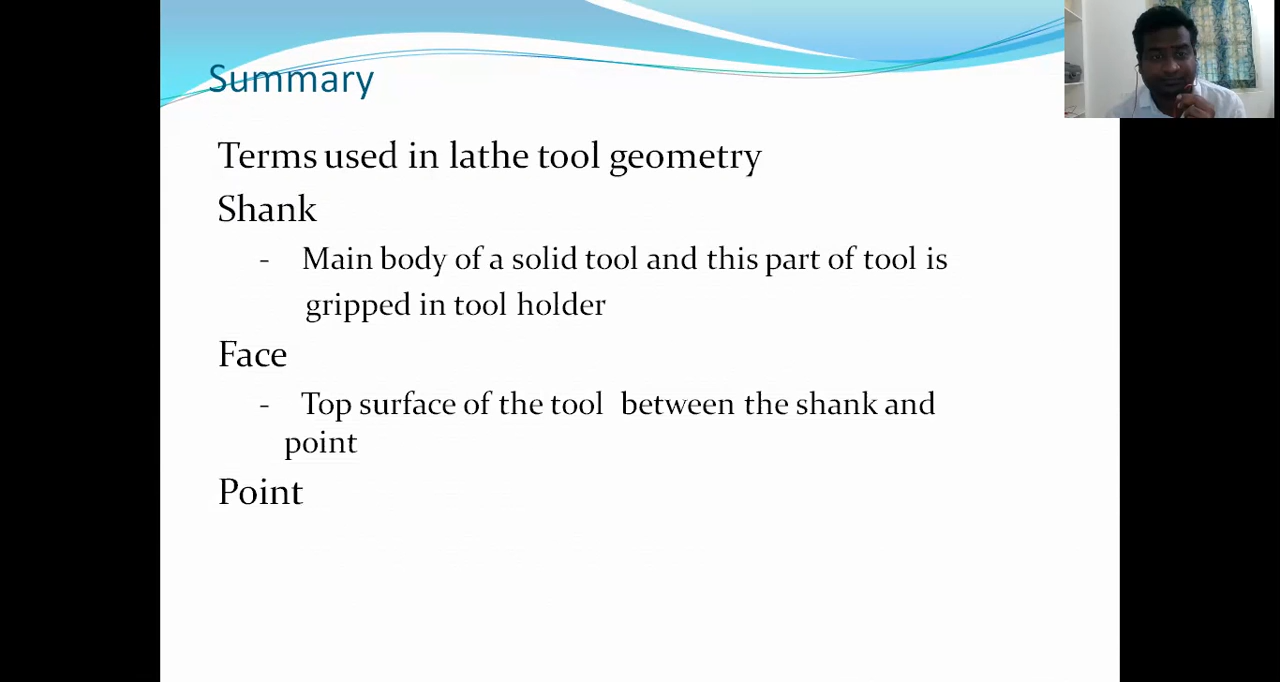 Summary
Terms used in lathe tool geometry
Shank
- Main body of a solid tool and this part of tool is
gripped in tool holder
Face
- Top surface of the tool between the shank and
point
Point